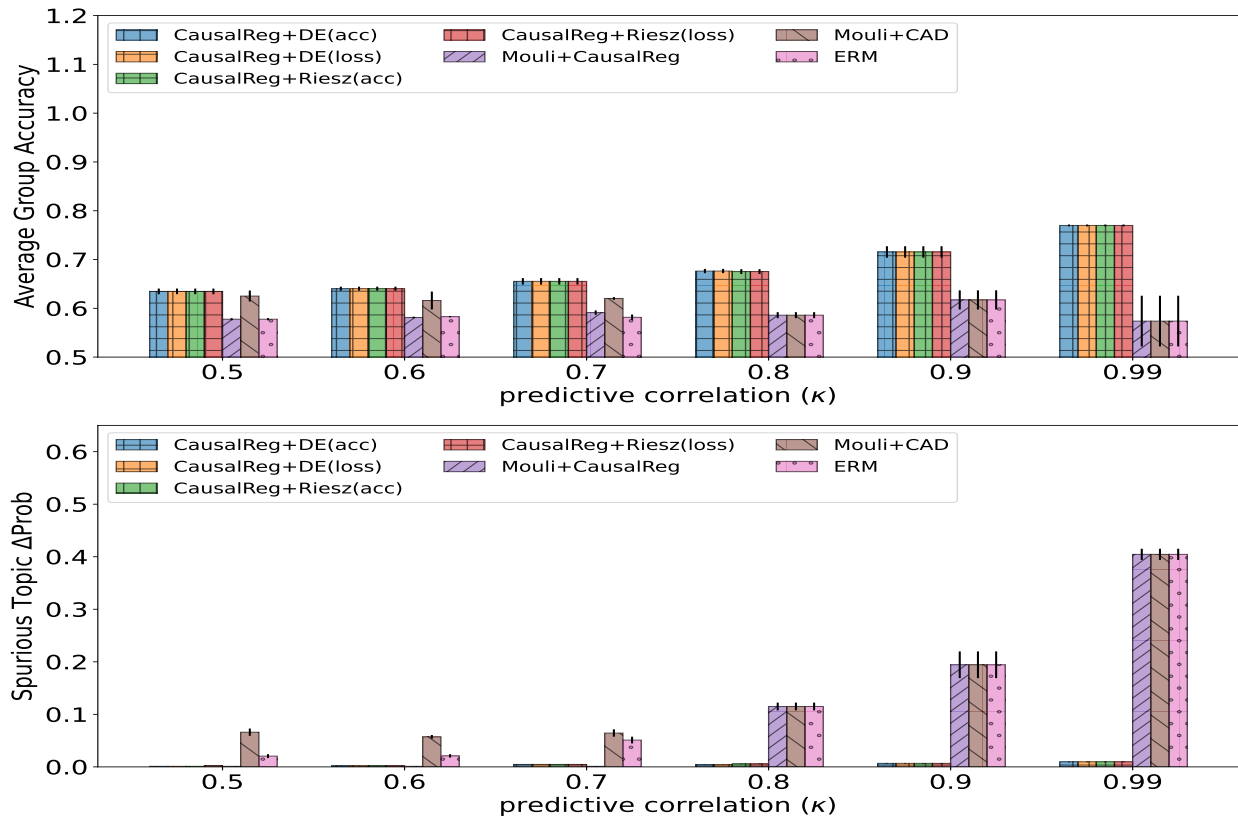 1.2
1.1
1.0
0.9
0.8
0.7
0.6
0.5
Average Group Accuracy
CausalReg+DE(acc)
CausalReg+DE(loss)
CausalReg+Riesz(acc)
CausalReg+Riesz(loss)
Mouli+CausalReg
Mouli+CAD
ERM
0.5 0.6 0.7 0.8 0.9 0.99
predictive correlation (κ)
0.6
0.5
0.4
0.3
0.2
0.1
0.0
Spurious Topic ΔProb
CausalReg+DE(acc)
CausalReg+DE(loss)
CausalReg+Riesz(acc)
CausalReg+Riesz(loss)
Mouli+CausalReg
Mouli+CAD
ERM
0.5 0.6 0.7 0.8 0.9 0.99
predictive correlation (κ)